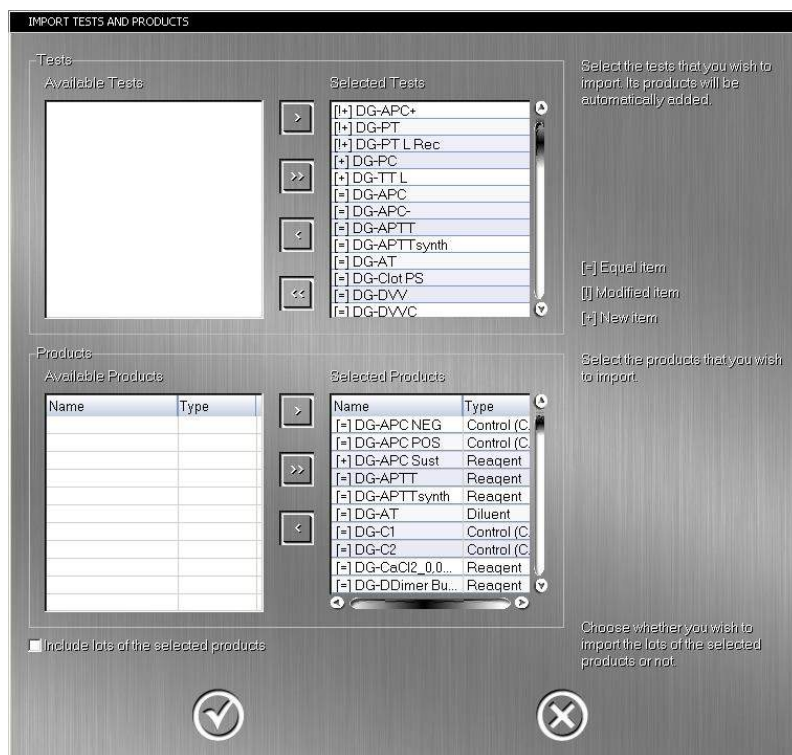 IMPORT TESTS AND PRODUCTS
Tests
Available Tests
Selected Tests
[!+] DG-APC+
[!+] DG-PT
[!+] DG-PT L Rec
[+] DG-PC
[+] DG-TT L
[=] DG-APC
[=] DG-APC-
[=] DG-APTT
[=] DG-APTTsynth
[=] DG-AT
[=] DG-Clot PS
[=] DG-DVV
[=] DG-DVVC
>
>>
<
<<
Select the tests that you wish to
import. Its products will be
automatically added.
[=] Equal item
[!] Modified item
[+] New item
Products
Available Products
Name Type
>
>>
<
Selected Products
Name Type
[=] DG-APC NEG Control (C.
[=] DG-APC POS Control (C.
[+] DG-APC Sust Reagent
[=] DG-APTT Reagent
[=] DG-APTTsynth Reagent
[=] DG-AT Diluent
[=] DG-C1 Control (C.
[=] DG-C2 Control (C.
[=] DG-CaCl2_0,0... Reagent
[=] DG-DDimer Bu... Reagent
Select the products that you wish
to import.
Include lots of the selected products
Choose whether you wish to
import the lots of the selected
products or not.